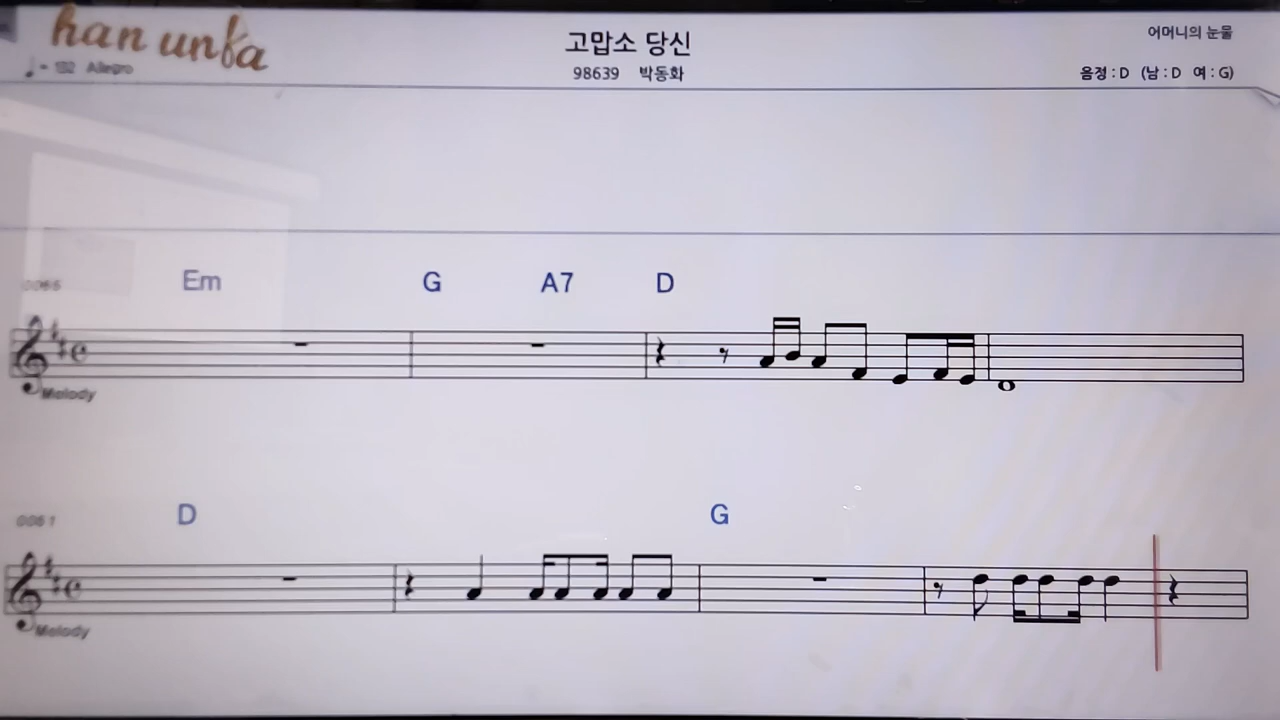 han unfa
♩= 132 Allegro
고맙소 당신
98639 박동화
어머니의 눈물
음정 : D (남 : D 여 : G)
Em G A7 D
Melody
D G
Melody